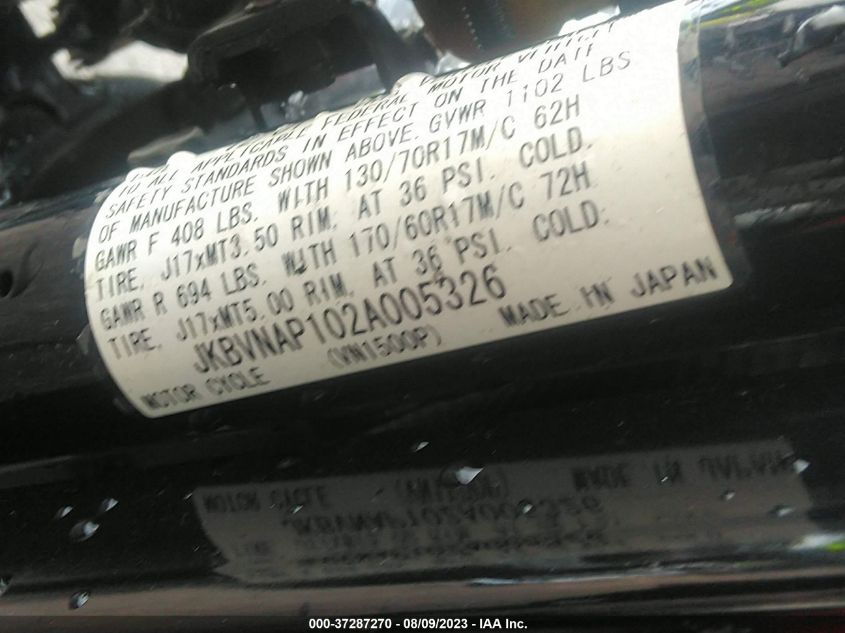 TO ALL APPLICABLE FEDERAL MOTOR VEHICLE
SAFETY STANDARDS IN EFFECT ON THE DATE
OF MANUFACTURE SHOWN ABOVE. GVWR 1102 LBS
GAWR F 408 LBS. WITH 130/70R17M/C 62H
TIRE, J17xMT3.50 RIM, AT 36 PSI. COLD.
GAWR R 694 LBS. WITH 170/60R17M/C 72H
TIRE, J17xMT5.00 RIM, AT 36 PSI. COLD.
JKBVNAP102A005326
MOTOR CYCLE (VN1500P) MADE IN JAPAN
000-37287270 - 08/09/2023 - IAA Inc.